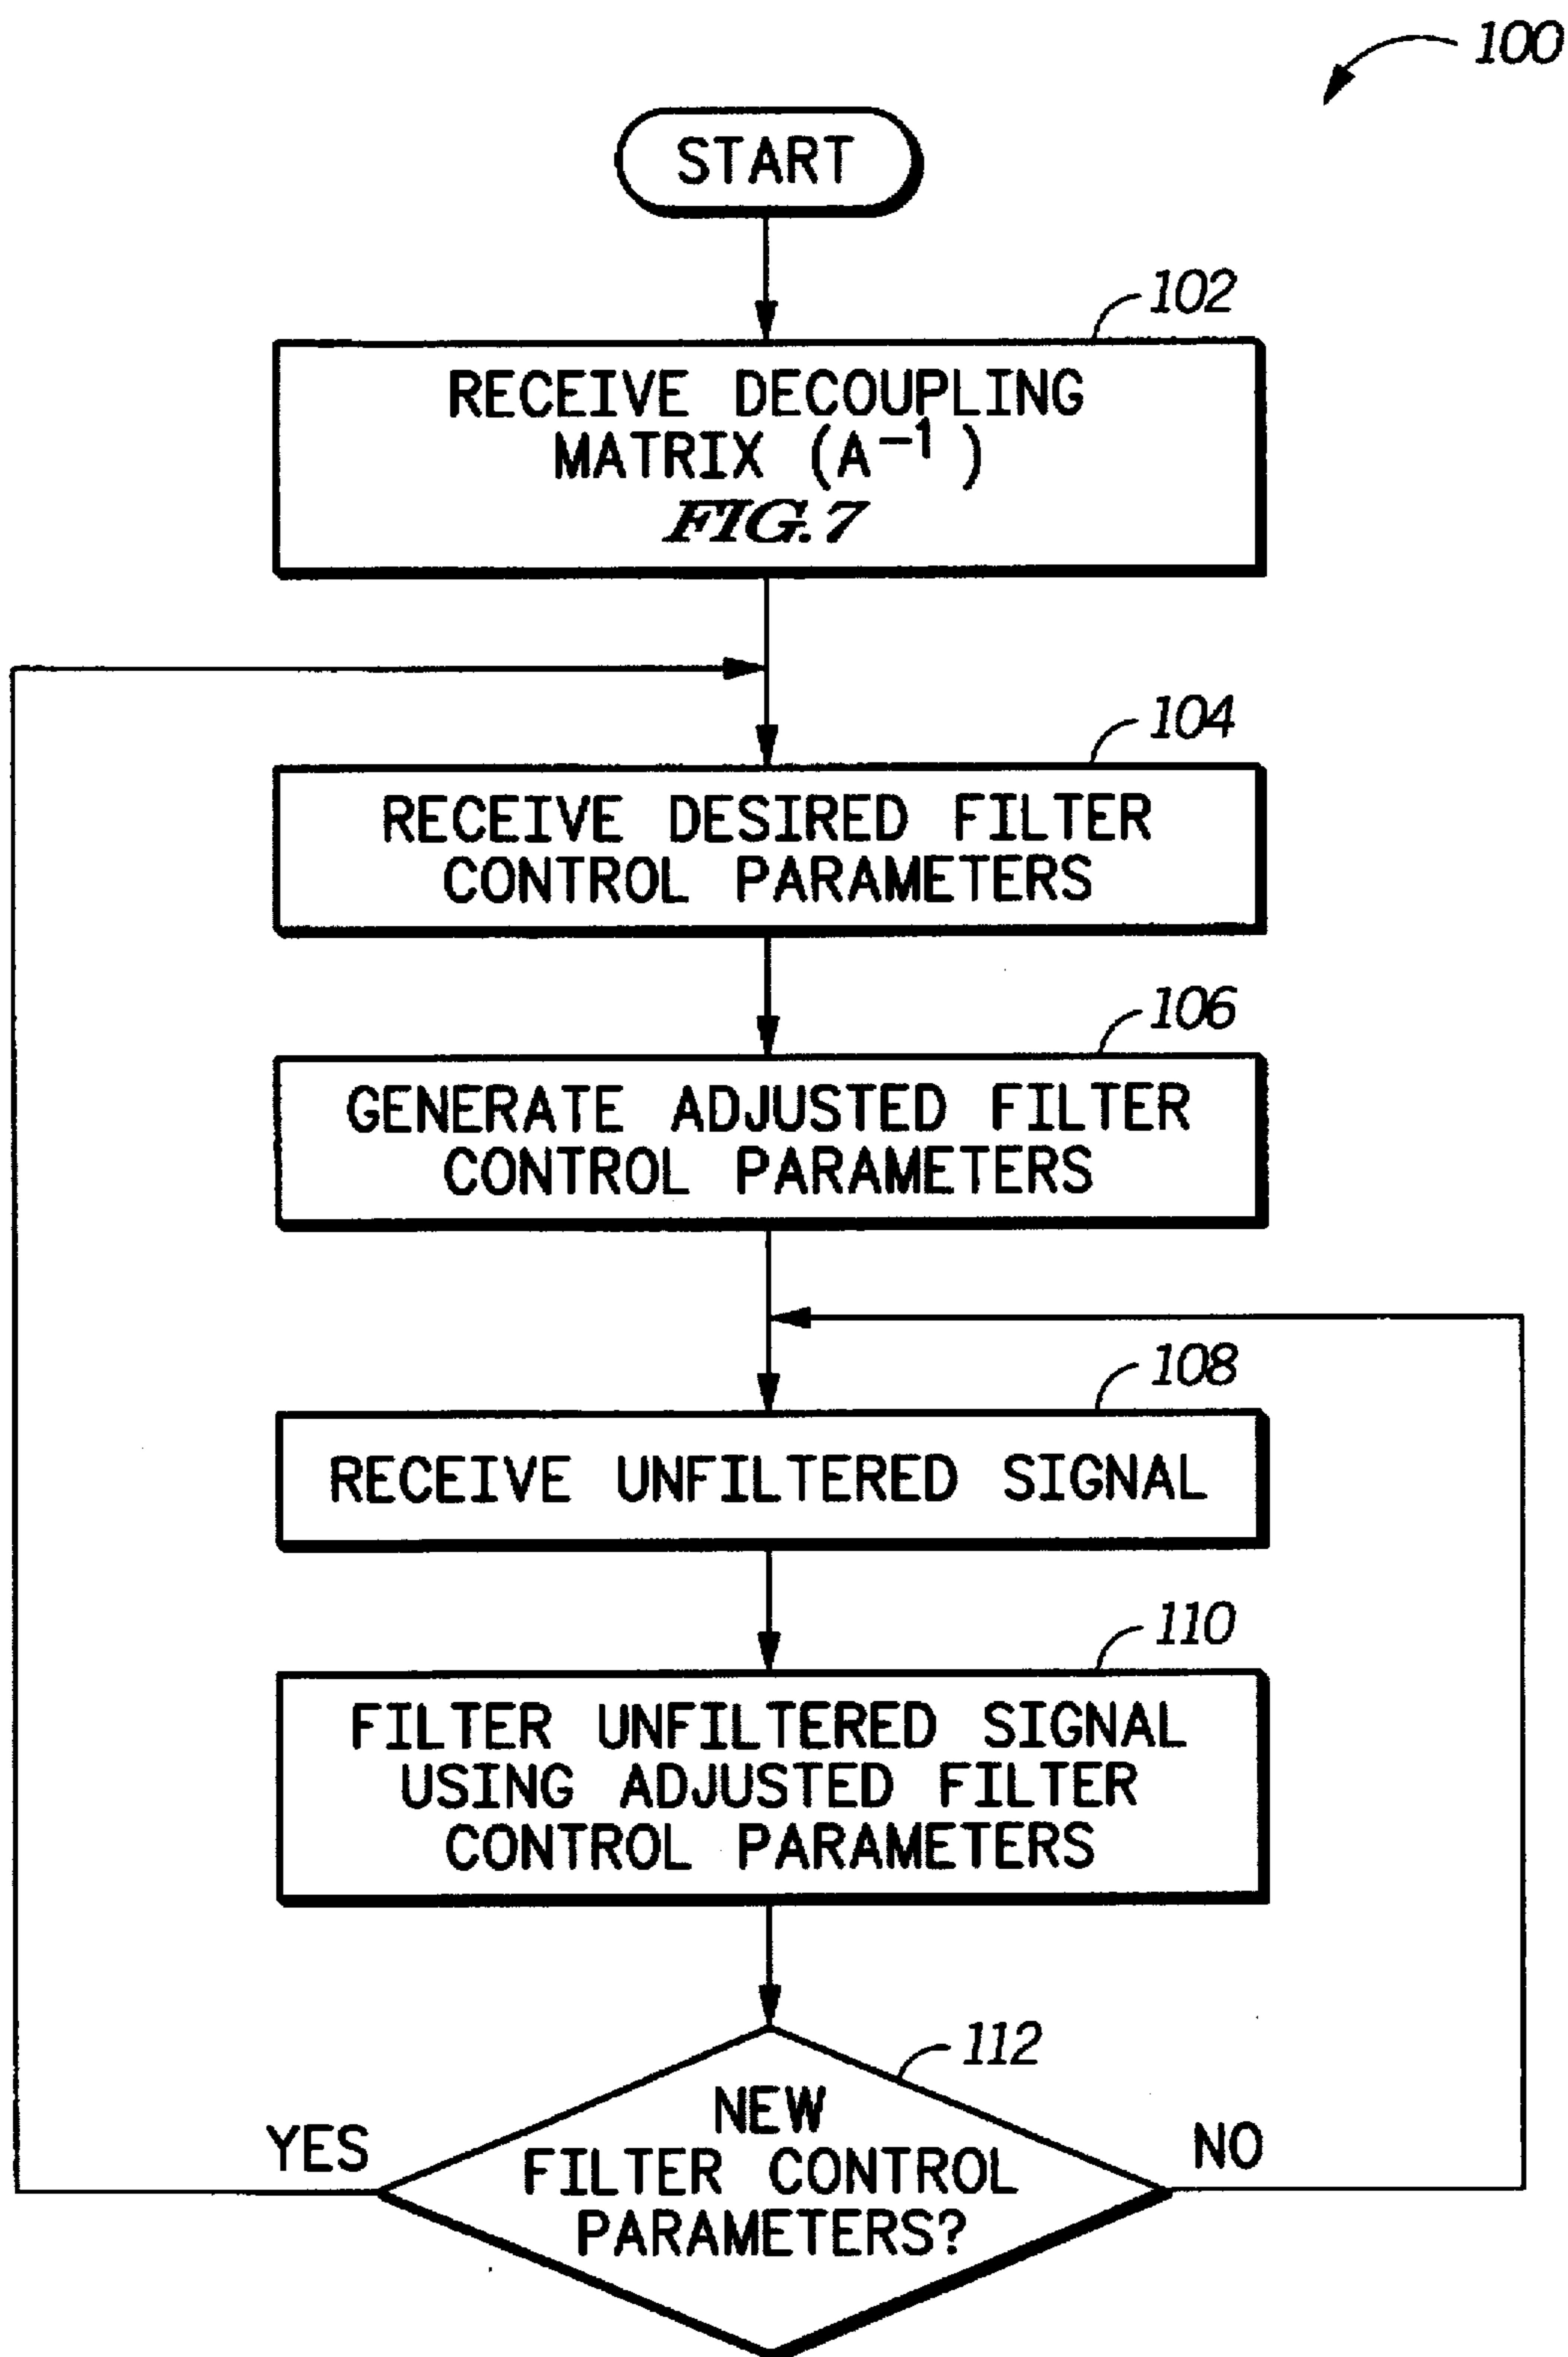 100
START
102
RECEIVE DECOUPLING
MATRIX (A⁻¹)
FIG. 7
104
RECEIVE DESIRED FILTER
CONTROL PARAMETERS
106
GENERATE ADJUSTED FILTER
CONTROL PARAMETERS
108
RECEIVE UNFILTERED SIGNAL
110
FILTER UNFILTERED SIGNAL
USING ADJUSTED FILTER
CONTROL PARAMETERS
112
NEW
FILTER CONTROL
PARAMETERS?
YES
NO